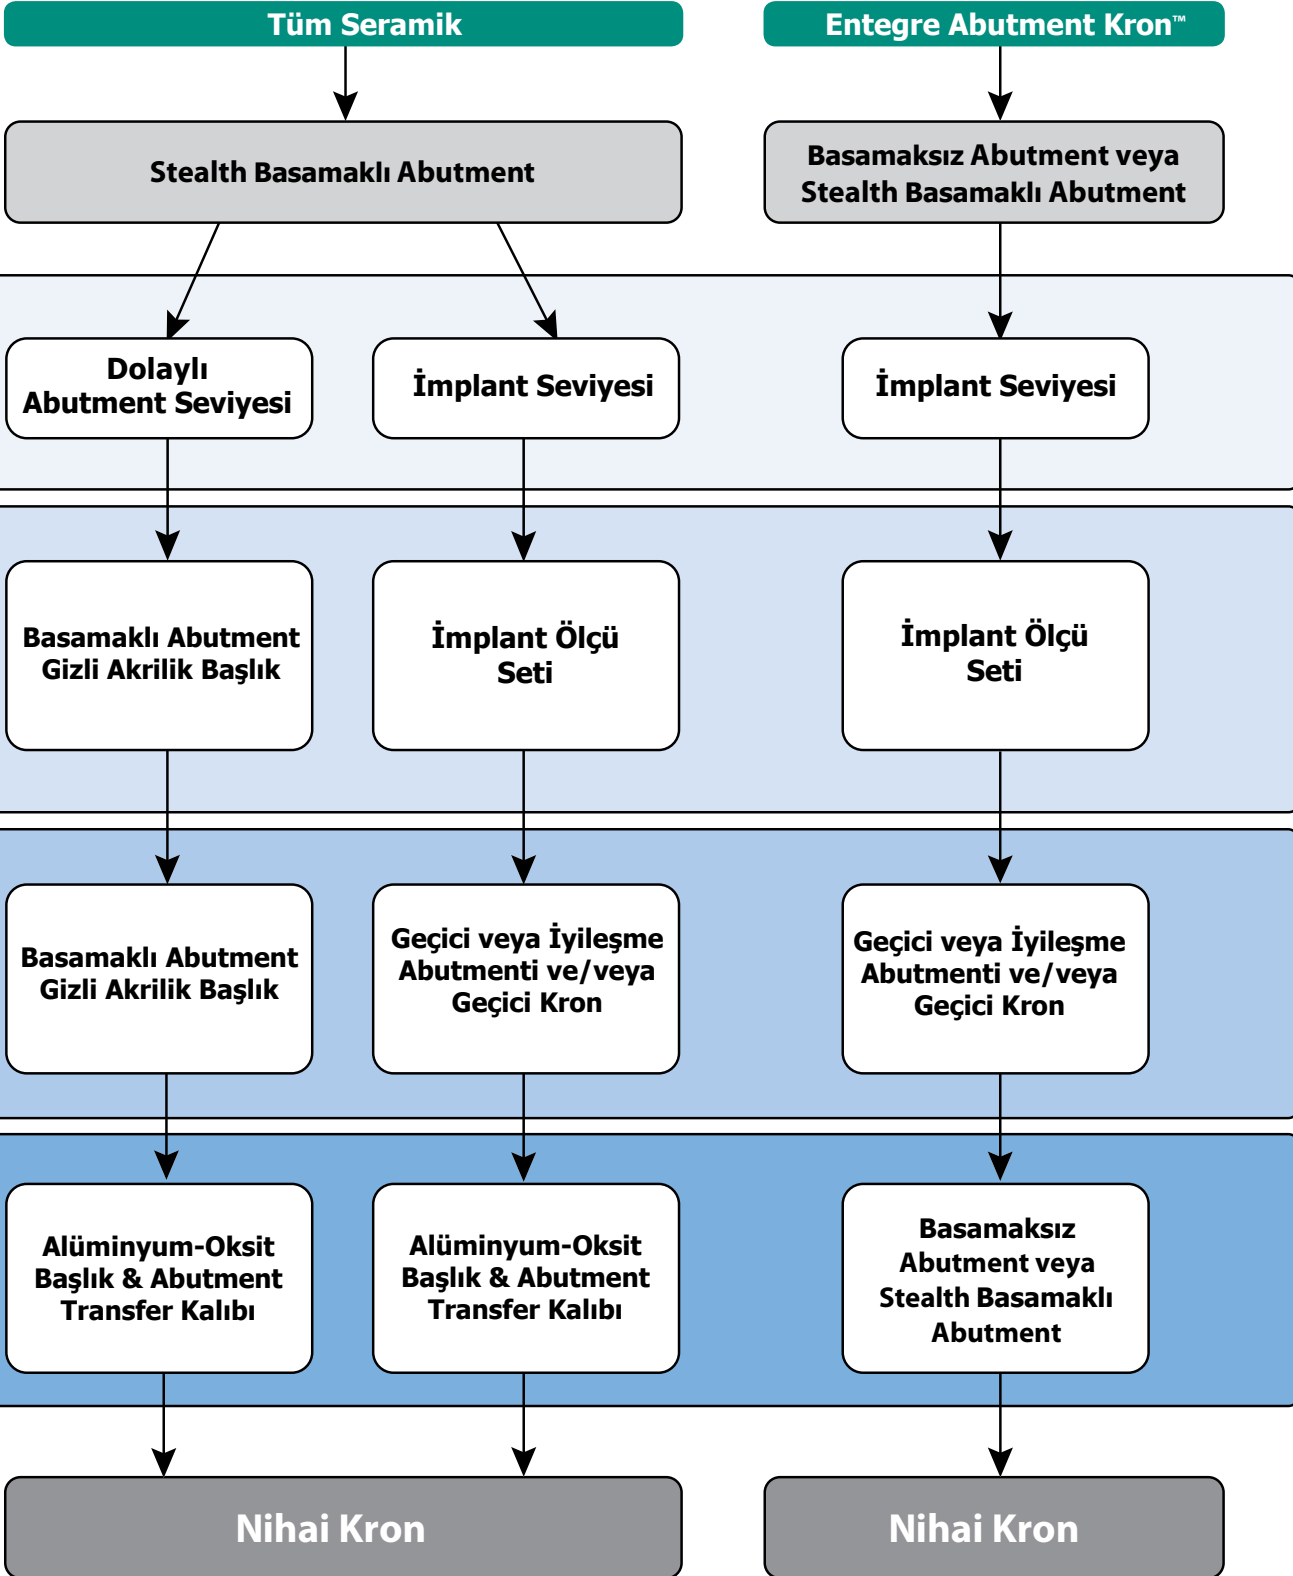 Tüm Seramik
Entegre Abutment Kron™
Stealth Basamaklı Abutment
Basamaksız Abutment veya
Stealth Basamaklı Abutment
Dolaylı
Abutment Seviyesi
İmplant Seviyesi
İmplant Seviyesi
Basamaklı Abutment
Gizli Akrilik Başlık
İmplant Ölçü
Seti
İmplant Ölçü
Seti
Basamaklı Abutment
Gizli Akrilik Başlık
Geçici veya İyileşme
Abutmenti ve/veya
Geçici Kron
Geçici veya İyileşme
Abutmenti ve/veya
Geçici Kron
Alüminyum-Oksit
Başlık & Abutment
Transfer Kalıbı
Alüminyum-Oksit
Başlık & Abutment
Transfer Kalıbı
Basamaksız
Abutment veya
Stealth Basamaklı
Abutment
Nihai Kron
Nihai Kron